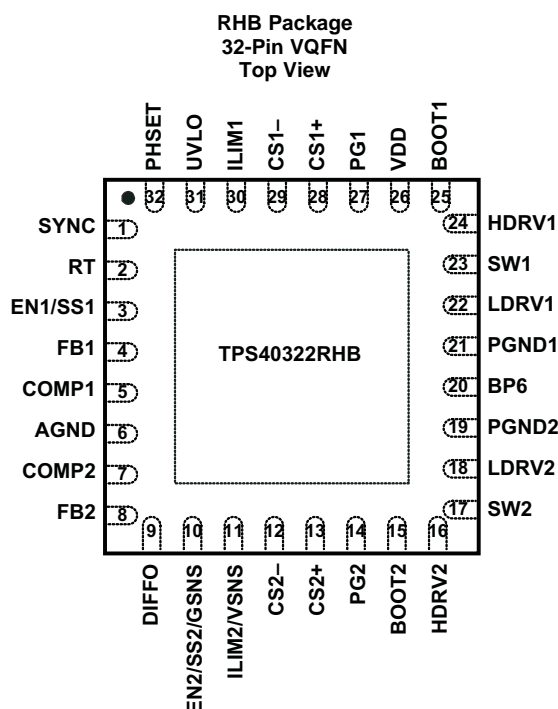 RHB Package
32-Pin VQFN
Top View
PHSET
UVLO
ILIM1
CS1–
CS1+
PG1
VDD
BOOT1
32
31
30
29
28
27
26
25
SYNC
1
RT
2
EN1/SS1
3
FB1
4
COMP1
5
AGND
6
COMP2
7
FB2
8
TPS40322RHB
24
HDRV1
23
SW1
22
LDRV1
21
PGND1
20
BP6
19
PGND2
18
LDRV2
17
SW2
9
10
11
12
13
14
15
16
DIFFO
EN2/SS2/GSNS
ILIM2/VSNS
CS2–
CS2+
PG2
BOOT2
HDRV2